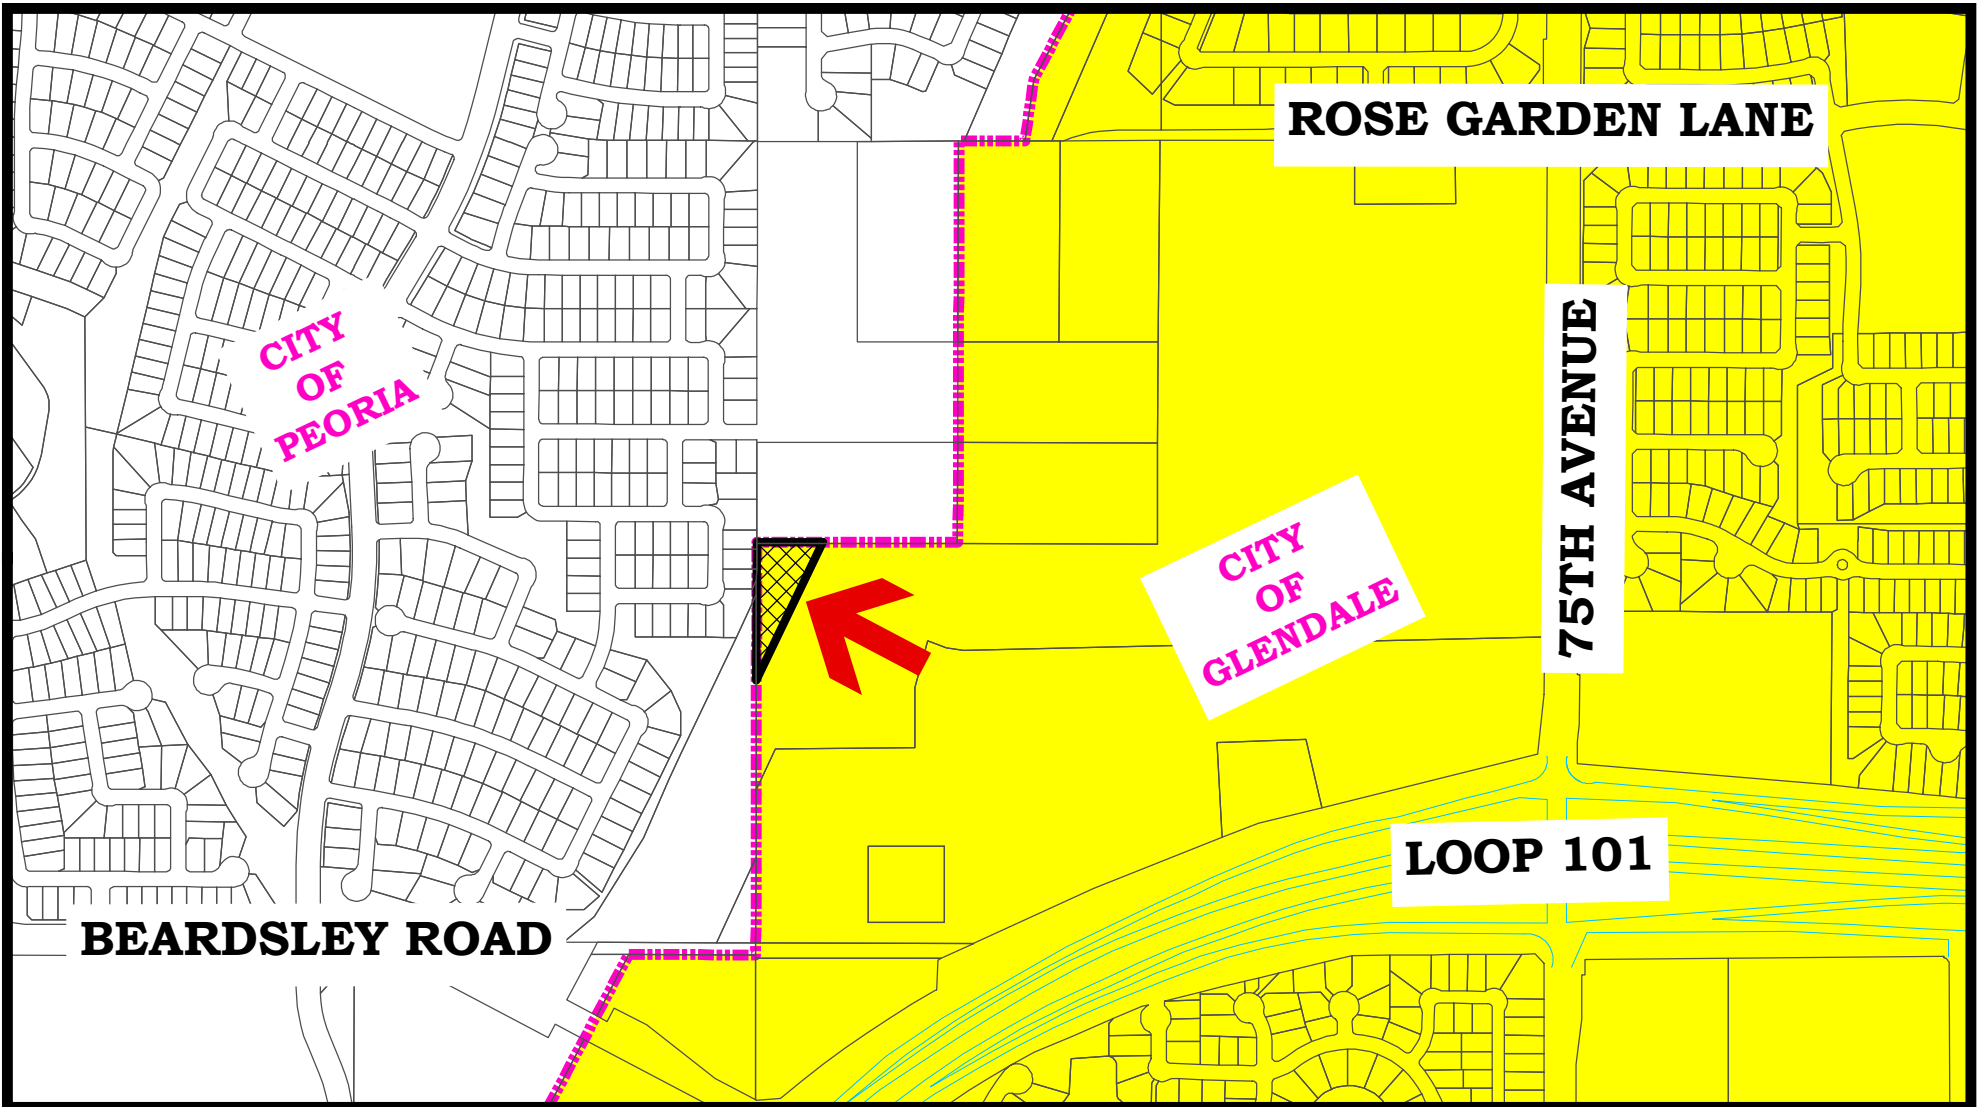 ROSE GARDEN LANE
CITY
OF
PEORIA
75TH AVENUE
CITY
OF
GLENDALE
LOOP 101
BEARDSLEY ROAD